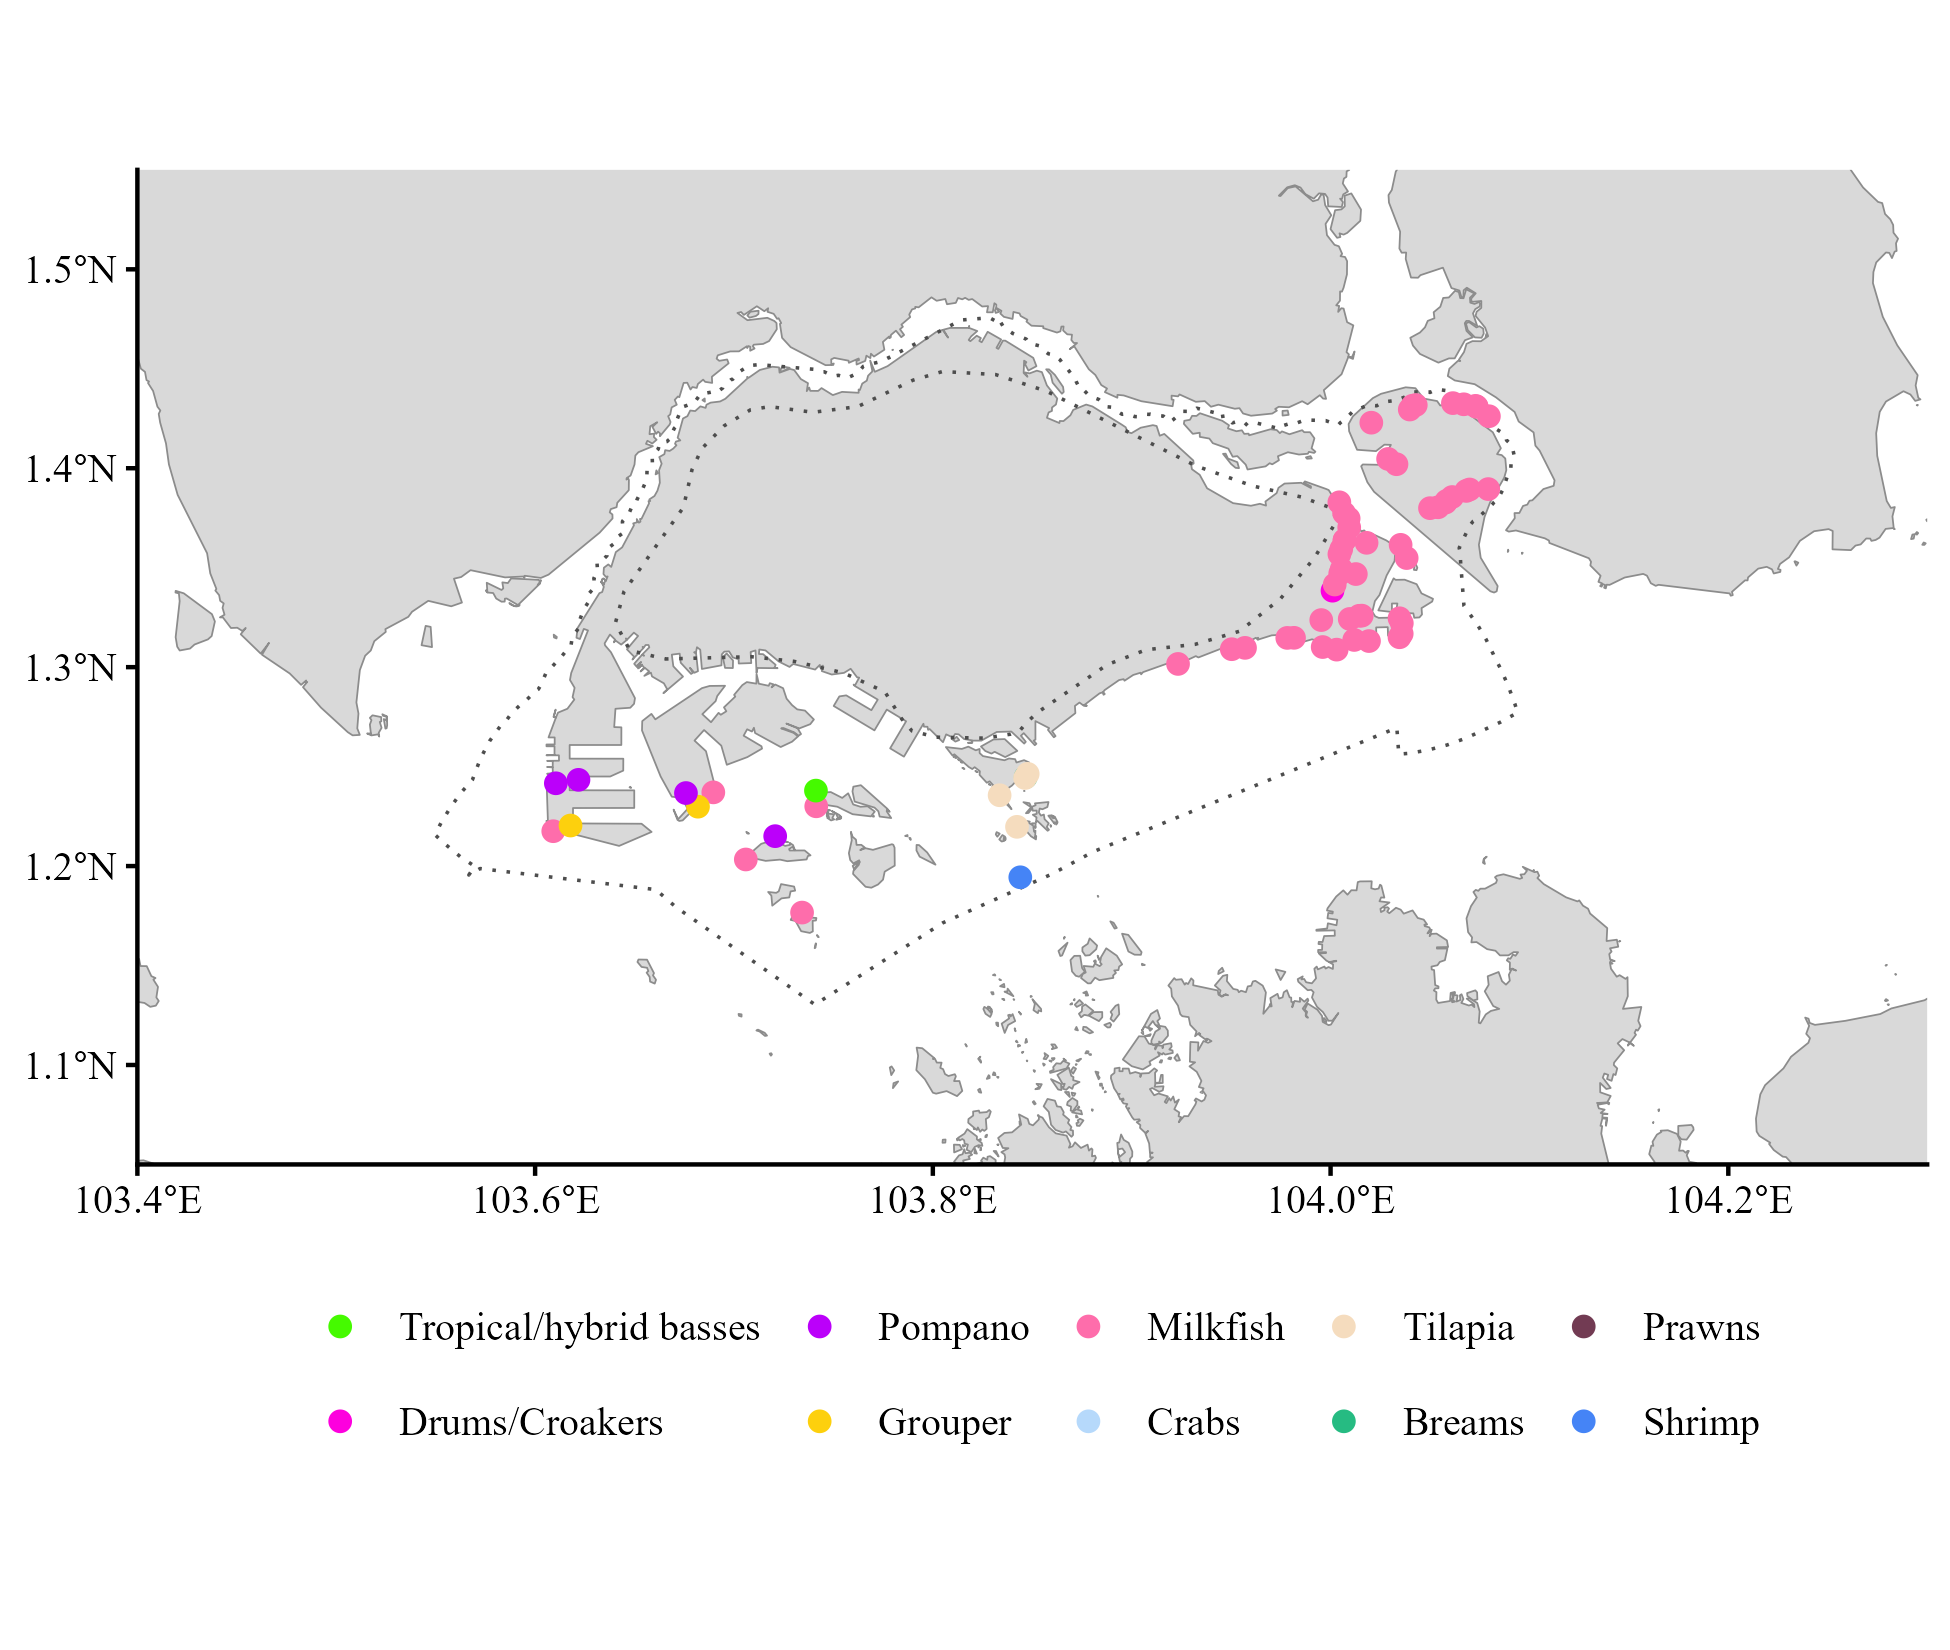 1.5°N
1.4°N
1.3°N
1.2°N
1.1°N
103.4°E 103.6°E 103.8°E 104.0°E 104.2°E
Tropical/hybrid basses Pompano Milkfish Tilapia Prawns
Drums/Croakers Grouper Crabs Breams Shrimp